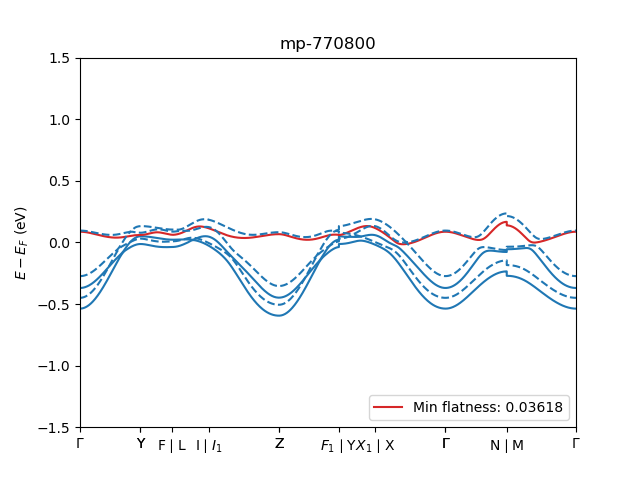 mp-770800
1.5
1.0
0.5
0.0
−0.5
−1.0
−1.5
E − E_F (eV)
Min flatness: 0.03618
Γ Y F | L I | I₁ Z F₁ | Y X₁ | X Γ N | M Γ